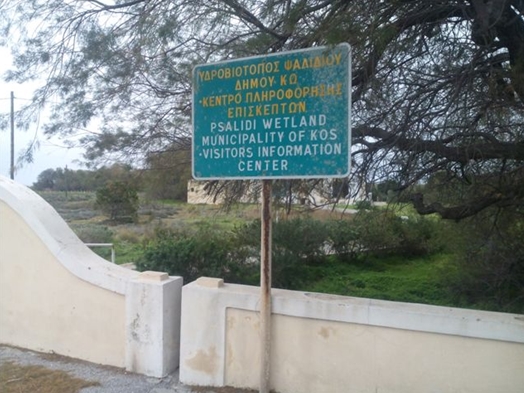 ΥΔΡΟΒΙΟΤΟΠΟΣ ΨΑΛΙΔΙΟΥ
ΔΗΜΟΥ ΚΩ
·ΚΕΝΤΡΟ ΠΛΗΡΟΦΟΡΗΣΗΣ
ΕΠΙΣΚΕΠΤΩΝ
PSALIDI WETLAND
MUNICIPALITY OF KOS
·VISITORS INFORMATION
CENTER